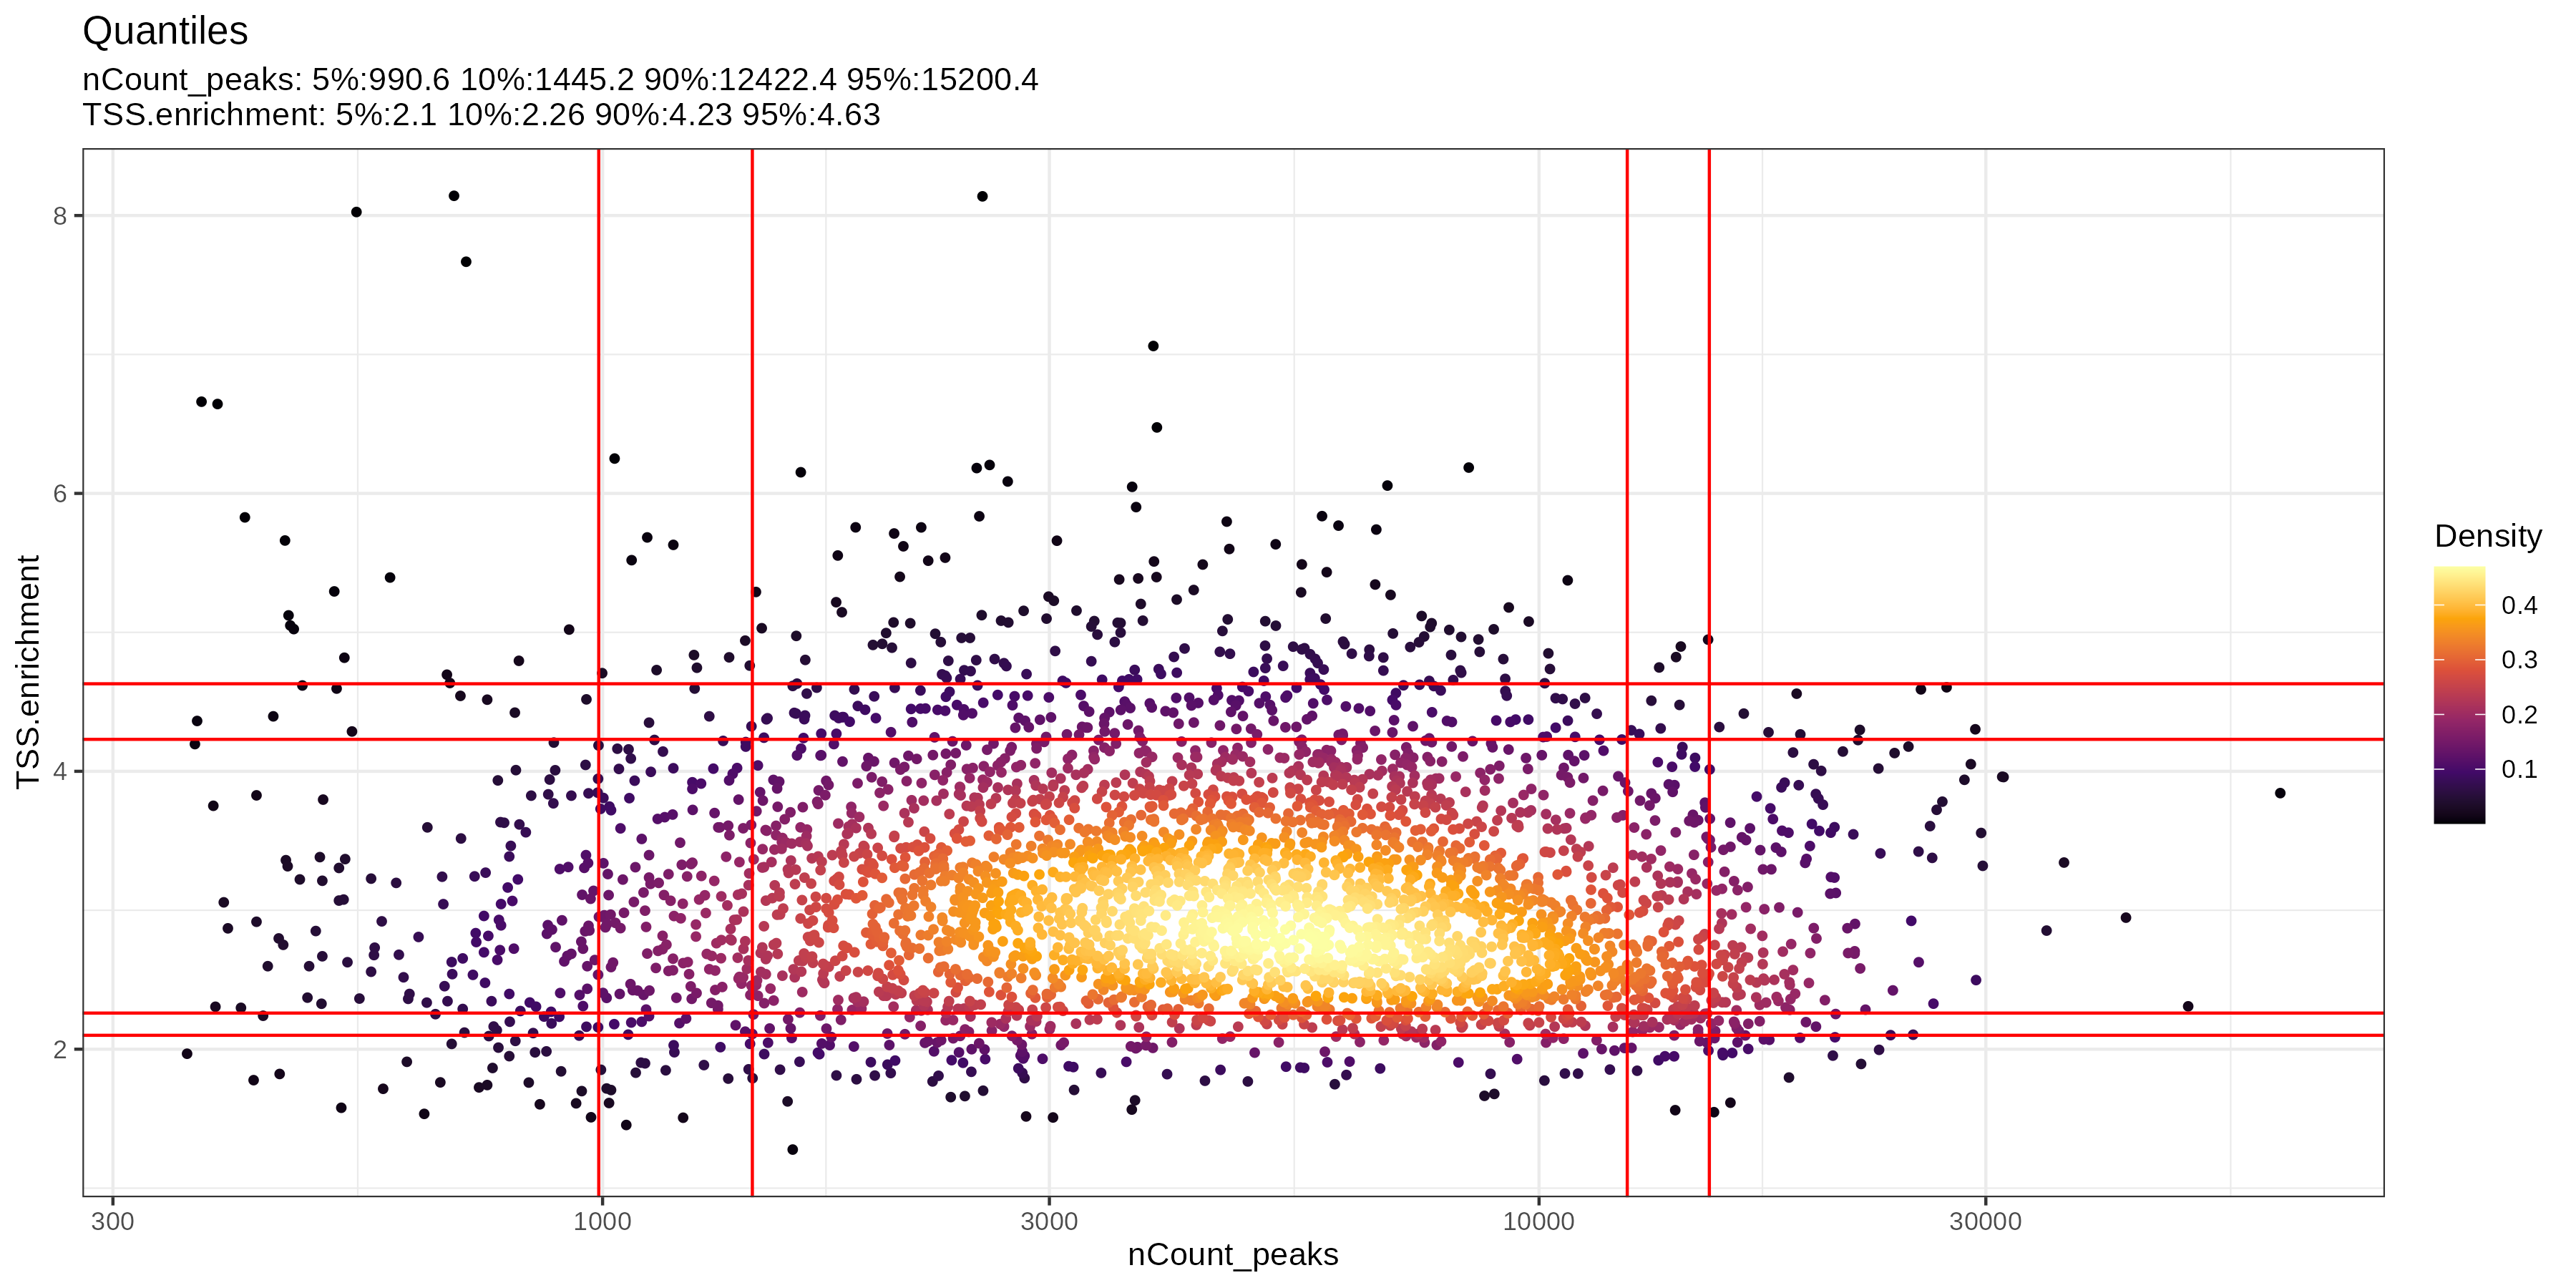 Quantiles
nCount_peaks: 5%:990.6 10%:1445.2 90%:12422.4 95%:15200.4
TSS.enrichment: 5%:2.1 10%:2.26 90%:4.23 95%:4.63
8
6
4
2
TSS.enrichment
300 1000 3000 10000 30000
nCount_peaks
Density
0.4
0.3
0.2
0.1